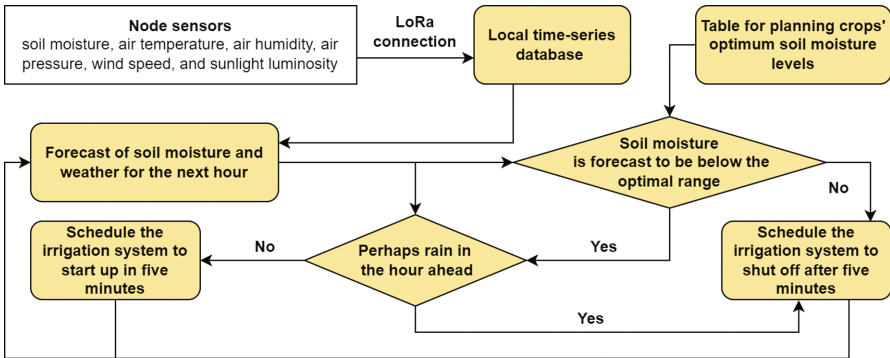 Node sensors
soil moisture, air temperature, air humidity, air
pressure, wind speed, and sunlight luminosity
LoRa
connection
Local time-series
database
Table for planning crops'
optimum soil moisture
levels
Forecast of soil moisture and
weather for the next hour
Soil moisture
is forecast to be below the
optimal range
No
Schedule the
irrigation system to
start up in five
minutes
No
Perhaps rain in
the hour ahead
Yes
Schedule the
irrigation system to
shut off after five
minutes
Yes